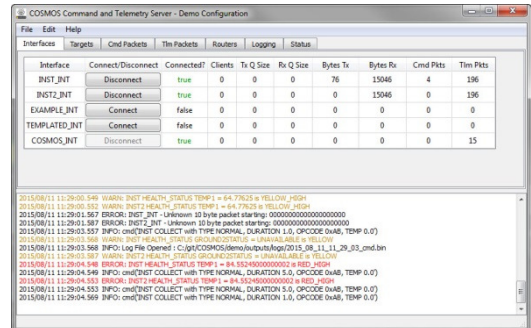 COSMOS Command and Telemetry Server - Demo Configuration
File Edit Help
Interfaces Targets Cmd Packets Tlm Packets Routers Logging Status
Interface Connect/Disconnect Connected? Clients Tx Q Size Rx Q Size Bytes Tx Bytes Rx Cmd Pkts Tlm Pkts
INST_INT Disconnect true 0 0 0 76 15046 4 196
INST2_INT Disconnect true 0 0 0 0 15046 0 196
EXAMPLE_INT Connect false 0 0 0 0 0 0 0
TEMPLATED_INT Connect false 0 0 0 0 0 0 0
COSMOS_INT Disconnect true 0 0 0 0 0 0 15
2015/08/11 11:29:00.549 WARN: INST HEALTH_STATUS TEMP1 = 64.77625 is YELLOW_HIGH
2015/08/11 11:29:00.552 WARN: INST2 HEALTH_STATUS TEMP1 = 64.77625 is YELLOW_HIGH
2015/08/11 11:29:01.567 ERROR: INST_INT - Unknown 10 byte packet starting: 00000000000000000000
2015/08/11 11:29:01.587 ERROR: INST2_INT - Unknown 10 byte packet starting: 00000000000000000000
2015/08/11 11:29:03.557 INFO: cmd('INST COLLECT with TYPE NORMAL, DURATION 1.0, OPCODE 0xAB, TEMP 0.0')
2015/08/11 11:29:03.568 WARN: INST HEALTH_STATUS GROUND2STATUS = UNAVAILABLE is YELLOW
2015/08/11 11:29:03.568 INFO: Log File Opened : C:/git/COSMOS/demo/outputs/logs/2015_08_11_11_29_03_cmd.bin
2015/08/11 11:29:03.587 WARN: INST2 HEALTH_STATUS GROUND2STATUS = UNAVAILABLE is YELLOW
2015/08/11 11:29:04.548 ERROR: INST HEALTH_STATUS TEMP1 = 84.55245000000002 is RED_HIGH
2015/08/11 11:29:04.549 INFO: cmd('INST COLLECT with TYPE NORMAL, DURATION 5.0, OPCODE 0xAB, TEMP 0.0')
2015/08/11 11:29:04.553 ERROR: INST2 HEALTH_STATUS TEMP1 = 84.55245000000002 is RED_HIGH
2015/08/11 11:29:04.553 INFO: cmd('INST COLLECT with TYPE NORMAL, DURATION 5.0, OPCODE 0xAB, TEMP 0.0')
2015/08/11 11:29:04.569 INFO: cmd('INST COLLECT with TYPE NORMAL, DURATION 1.0, OPCODE 0xAB, TEMP 0.0')